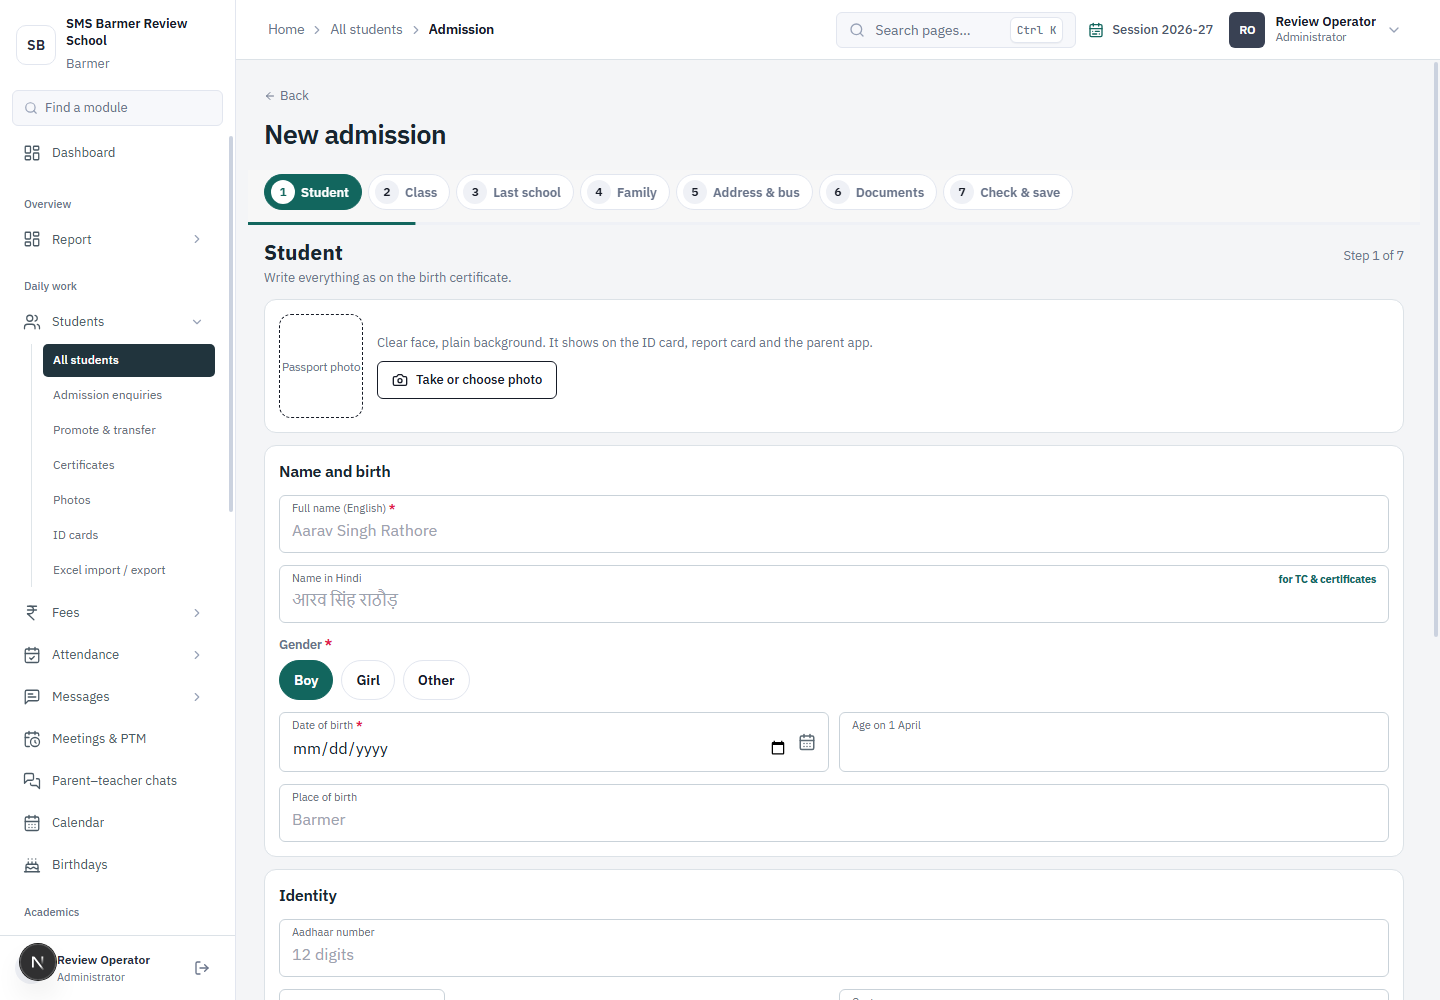 SMS Barmer Review
School
SB
Barmer
Find a module
Dashboard
Overview
Report
Daily work
Students
All students
Admission enquiries
Promote & transfer
Certificates
Photos
ID cards
Excel import / export
Fees
Attendance
Messages
Meetings & PTM
Parent–teacher chats
Calendar
Birthdays
Academics
N
Review Operator
Administrator
Home > All students > Admission
Search pages... Ctrl K
Session 2026-27
RO
Review Operator
Administrator
← Back
New admission
1 Student
2 Class
3 Last school
4 Family
5 Address & bus
6 Documents
7 Check & save
Student
Step 1 of 7
Write everything as on the birth certificate.
Passport photo
Clear face, plain background. It shows on the ID card, report card and the parent app.
Take or choose photo
Name and birth
Full name (English) *
Aarav Singh Rathore
Name in Hindi
for TC & certificates
आरव सिंह राठौड़
Gender *
Boy Girl Other
Date of birth *
mm/dd/yyyy
Age on 1 April
Place of birth
Barmer
Identity
Aadhaar number
12 digits